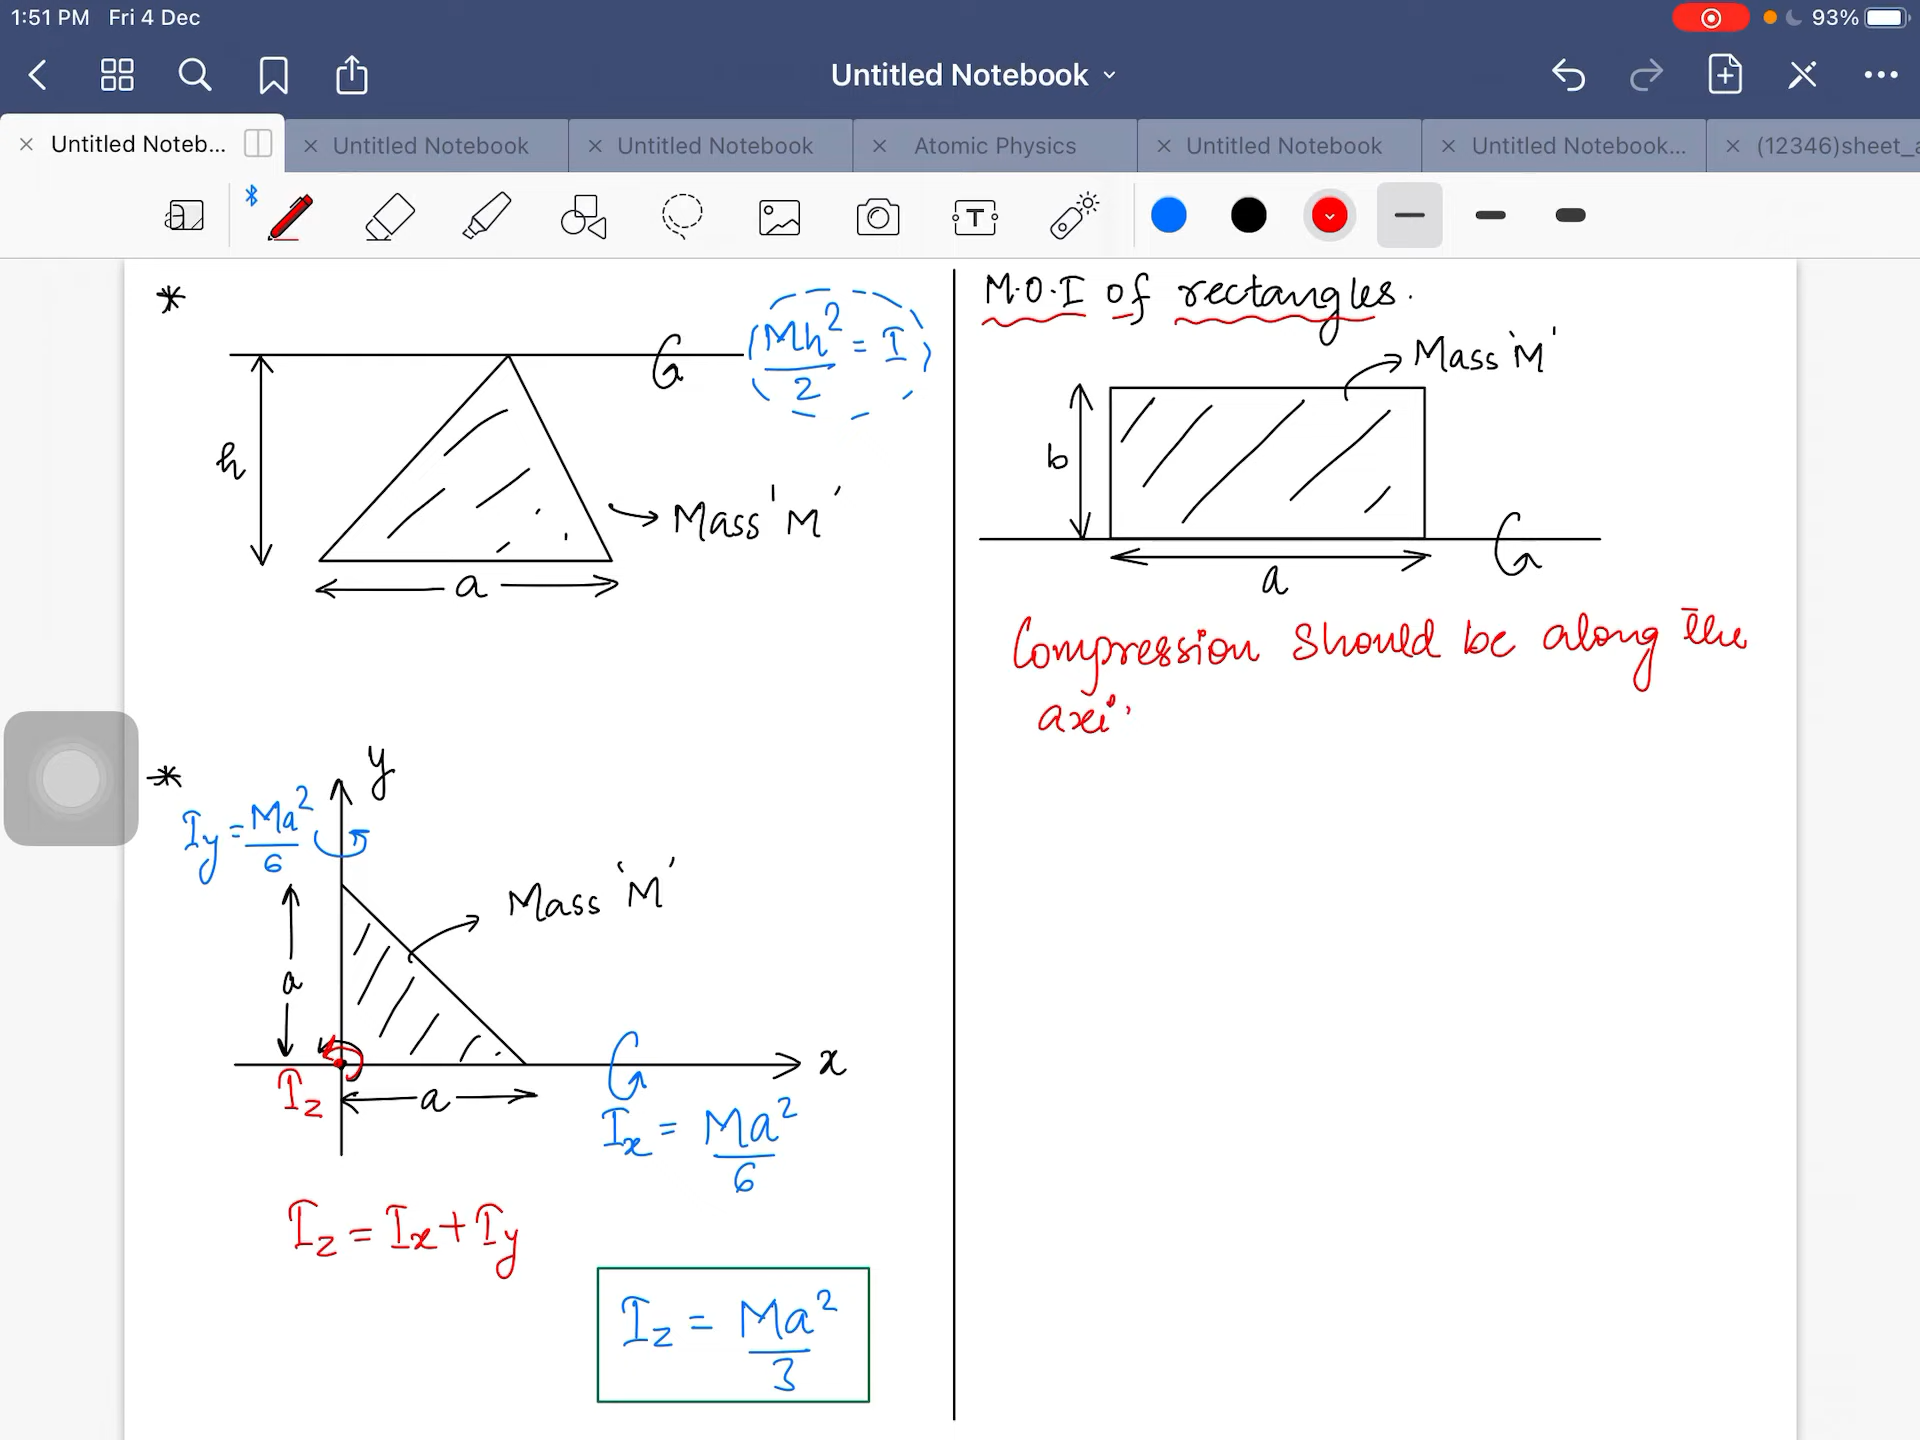 1:51 PM Fri 4 Dec
93%
Untitled Notebook
Untitled Noteb...
Untitled Notebook
Untitled Notebook
Atomic Physics
Untitled Notebook
Untitled Notebook...
(12346)sheet_a
*
Mh²/2 = I
h
Mass 'M'
a
*
y
Iy = Ma²/6
Mass 'M'
a
x
Iz
a
Ix = Ma²/6
Iz = Ix + Iy
Iz = Ma²/3
M.O.I of rectangles.
Mass 'M'
b
a
Compression should be along the
axi